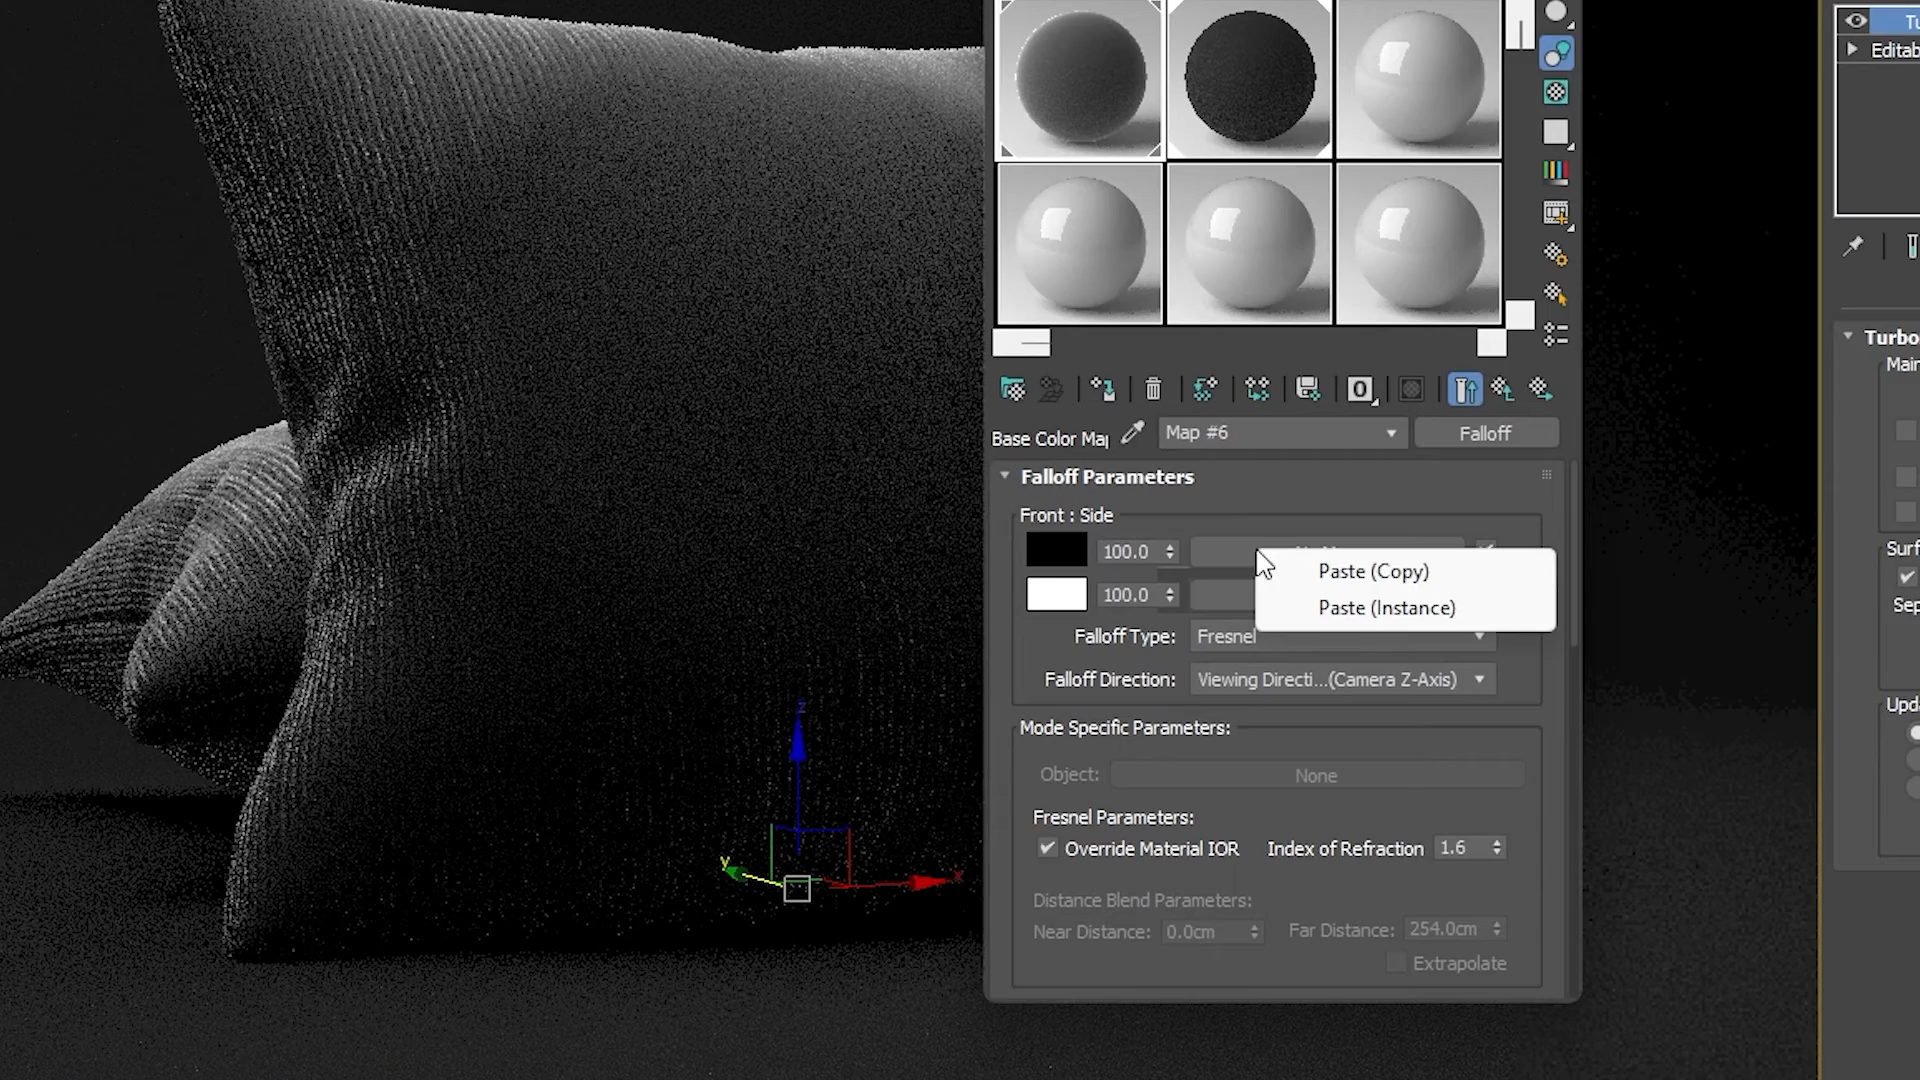 Tu
Editab
Base Color Ma
Map #6
Falloff
Falloff Parameters
Front : Side
100.0
Paste (Copy)
100.0
Paste (Instance)
Falloff Type:
Fresnel
Falloff Direction:
Viewing Directi...(Camera Z-Axis)
Mode Specific Parameters:
Object:
None
Fresnel Parameters:
Override Material IOR
Index of Refraction
1.6
Distance Blend Parameters:
Near Distance:
0.0cm
Far Distance:
254.0cm
Extrapolate
Turbo
Main
Surf
Sep
Upda
z
y
x